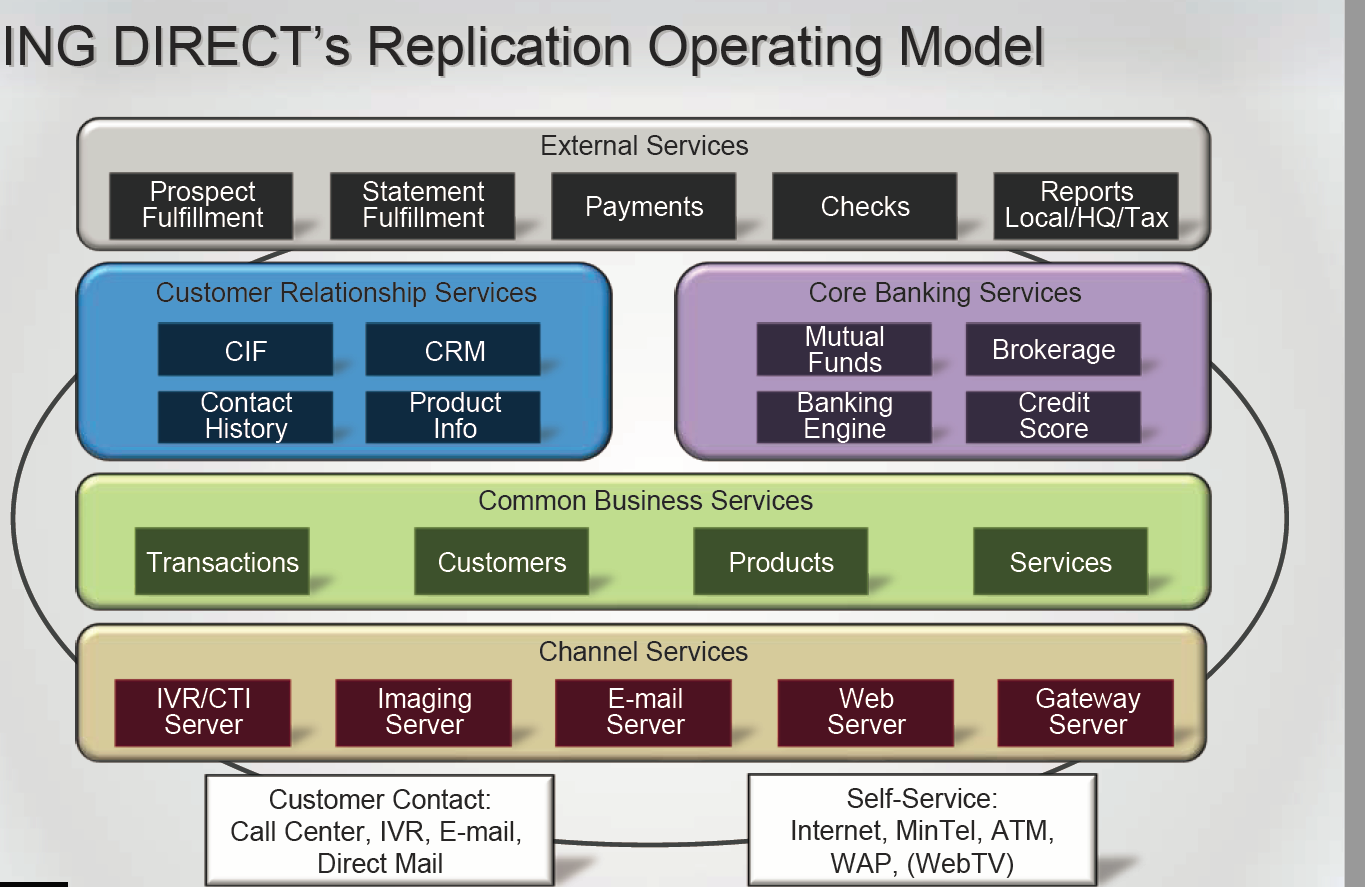 ING DIRECT's Replication Operating Model
External Services
Prospect
Fulfillment
Statement
Fulfillment
Payments
Checks
Reports
Local/HQ/Tax
Customer Relationship Services
CIF
CRM
Contact
History
Product
Info
Core Banking Services
Mutual
Funds
Brokerage
Banking
Engine
Credit
Score
Common Business Services
Transactions
Customers
Products
Services
Channel Services
IVR/CTI
Server
Imaging
Server
E-mail
Server
Web
Server
Gateway
Server
Customer Contact:
Call Center, IVR, E-mail,
Direct Mail
Self-Service:
Internet, MinTel, ATM,
WAP, (WebTV)